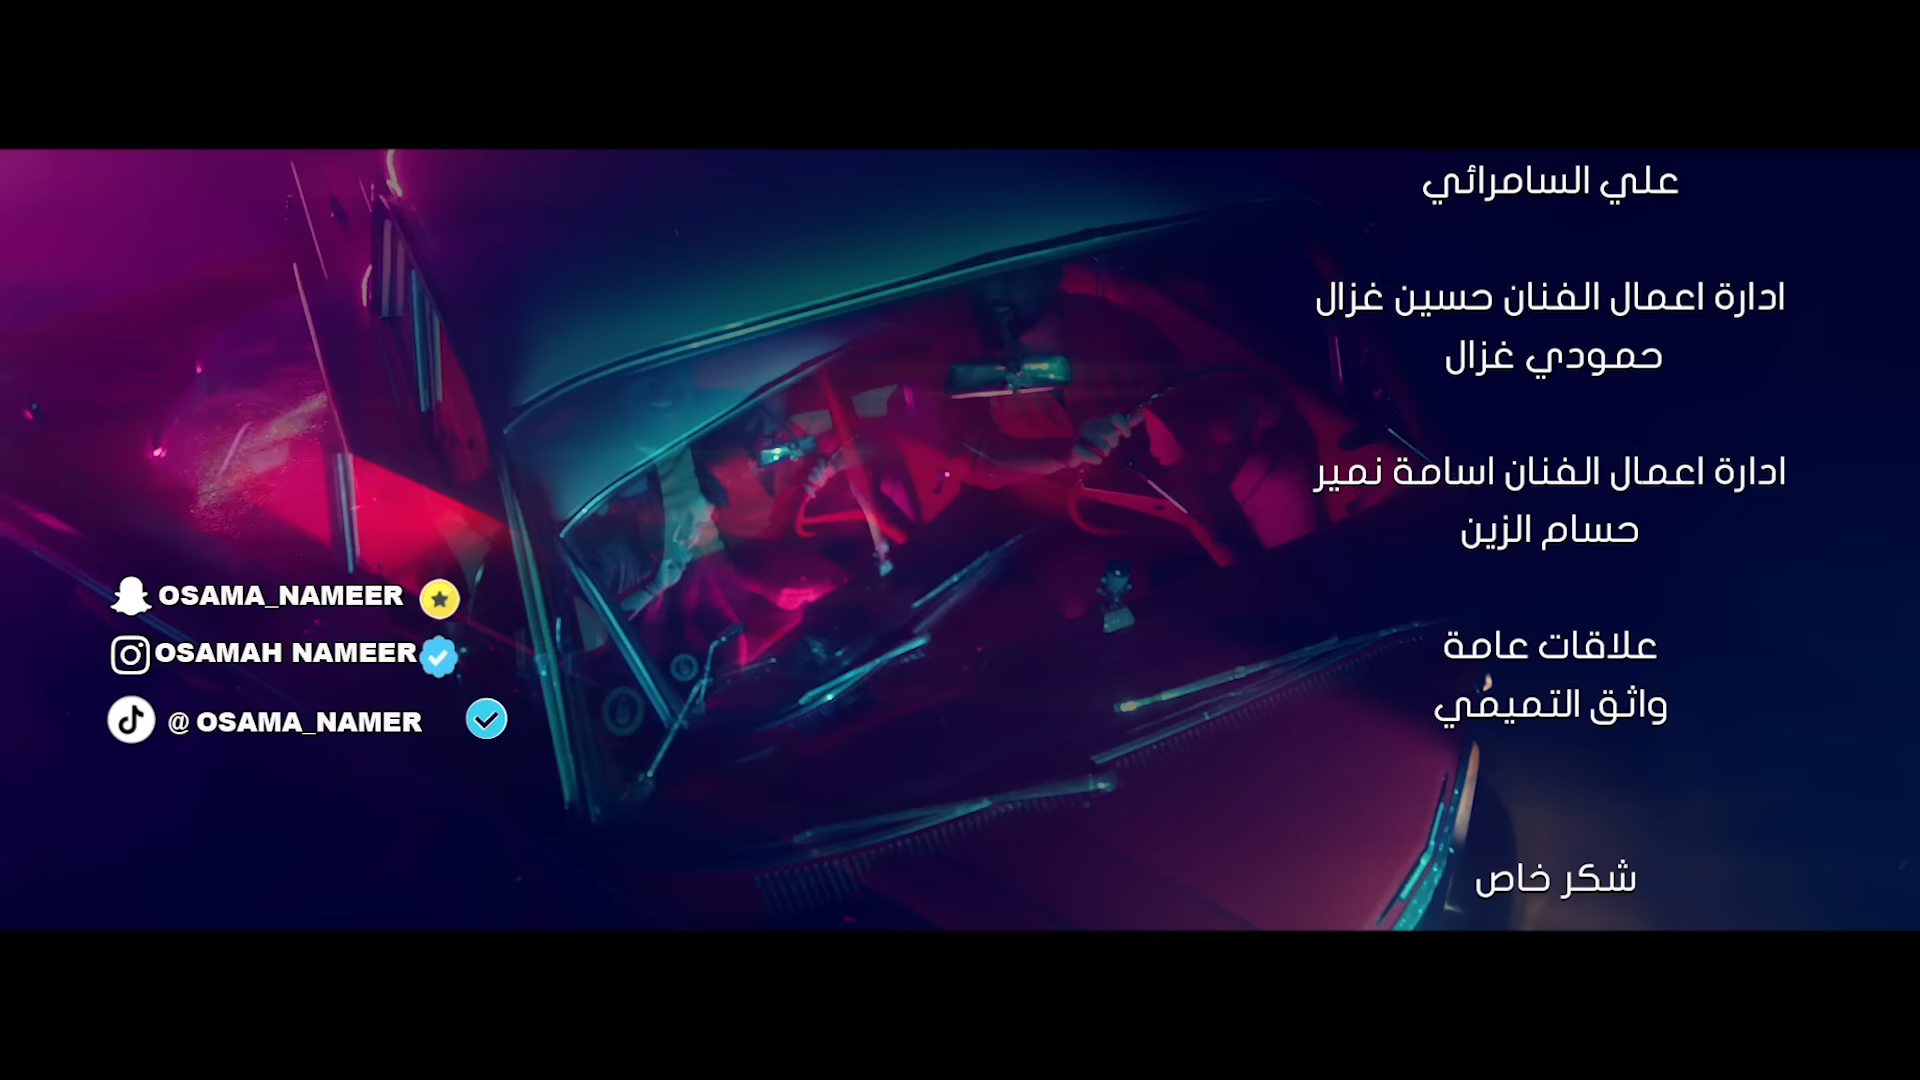 علي السامرائي
ادارة اعمال الفنان حسين غزال
حمودي غزال
ادارة اعمال الفنان اسامة نمير
حسام الزين
علاقات عامة
واثق التميمي
شكر خاص
OSAMA_NAMEER
OSAMAH NAMEER
@ OSAMA_NAMER